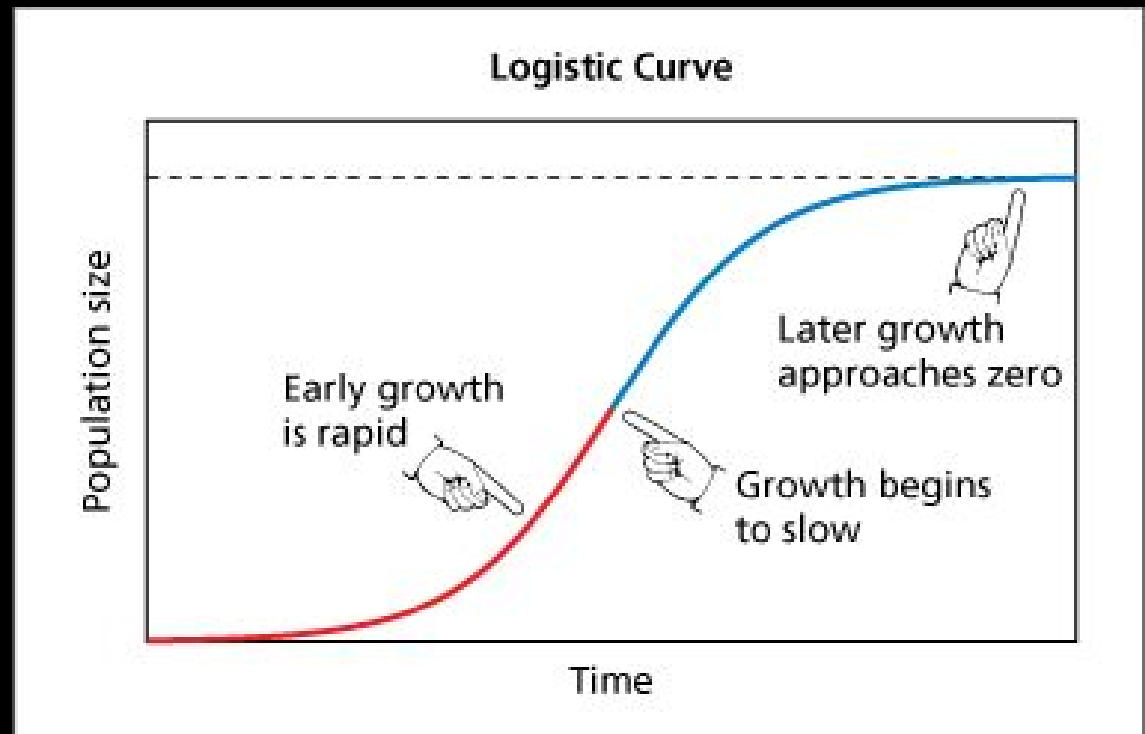 Logistic Curve
Population size
Early growth
is rapid
Later growth
approaches zero
Growth begins
to slow
Time